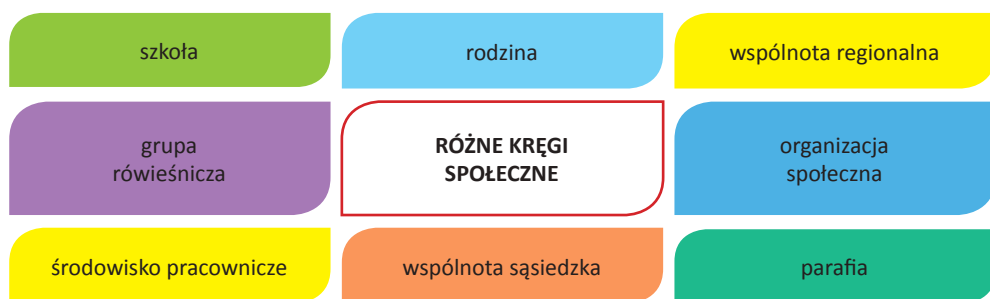 szkoła
rodzina
wspólnota regionalna
grupa
rówieśnicza
RÓŻNE KRĘGI
SPOŁECZNE
organizacja
społeczna
środowisko pracownicze
wspólnota sąsiedzka
parafia